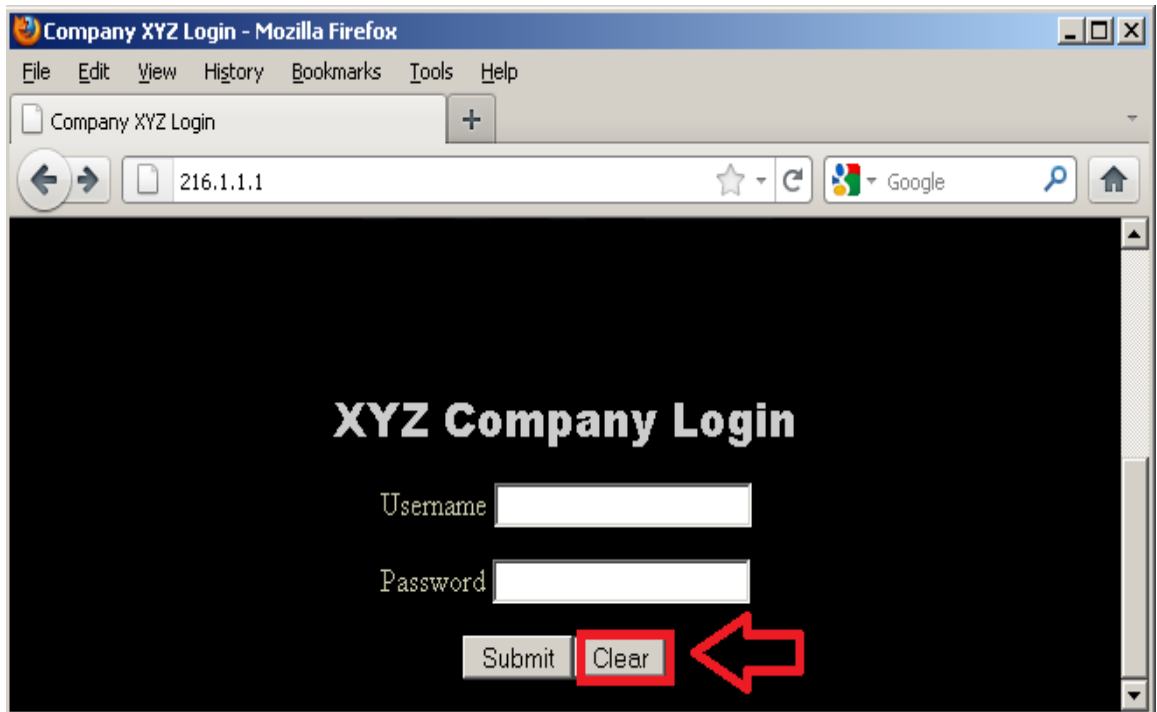 Company XYZ Login - Mozilla Firefox
File Edit View History Bookmarks Tools Help
Company XYZ Login
216.1.1.1 Google
XYZ Company Login
Username
Password
Submit Clear